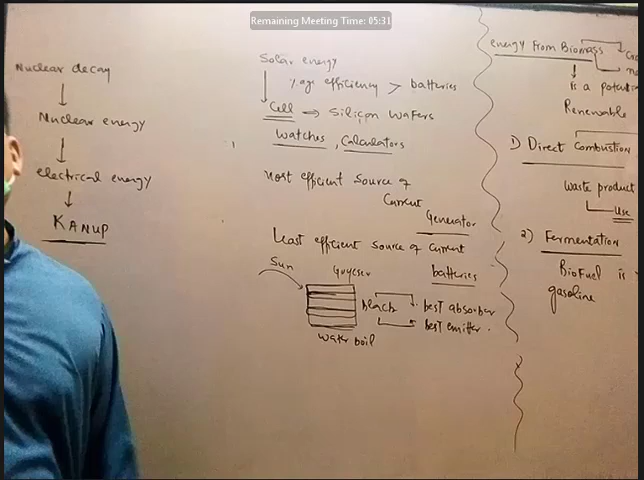 Remaining Meeting Time: 05:31
Nuclear decay
Nuclear energy
electrical energy
KANUP
Solar energy
%age efficiency > batteries
Cell ⇒ Silicon wafers
Watches, Calculators
Most efficient Source of
Current
Generator
Least efficient Source of Current
batteries
Sun
Guyeser
black
best absorber
best emitter.
Water boil
energy From Biomass
is a potential
Renewable
1) Direct Combustion
Waste product
Use
2) Fermentation
BioFuel is
gasoline